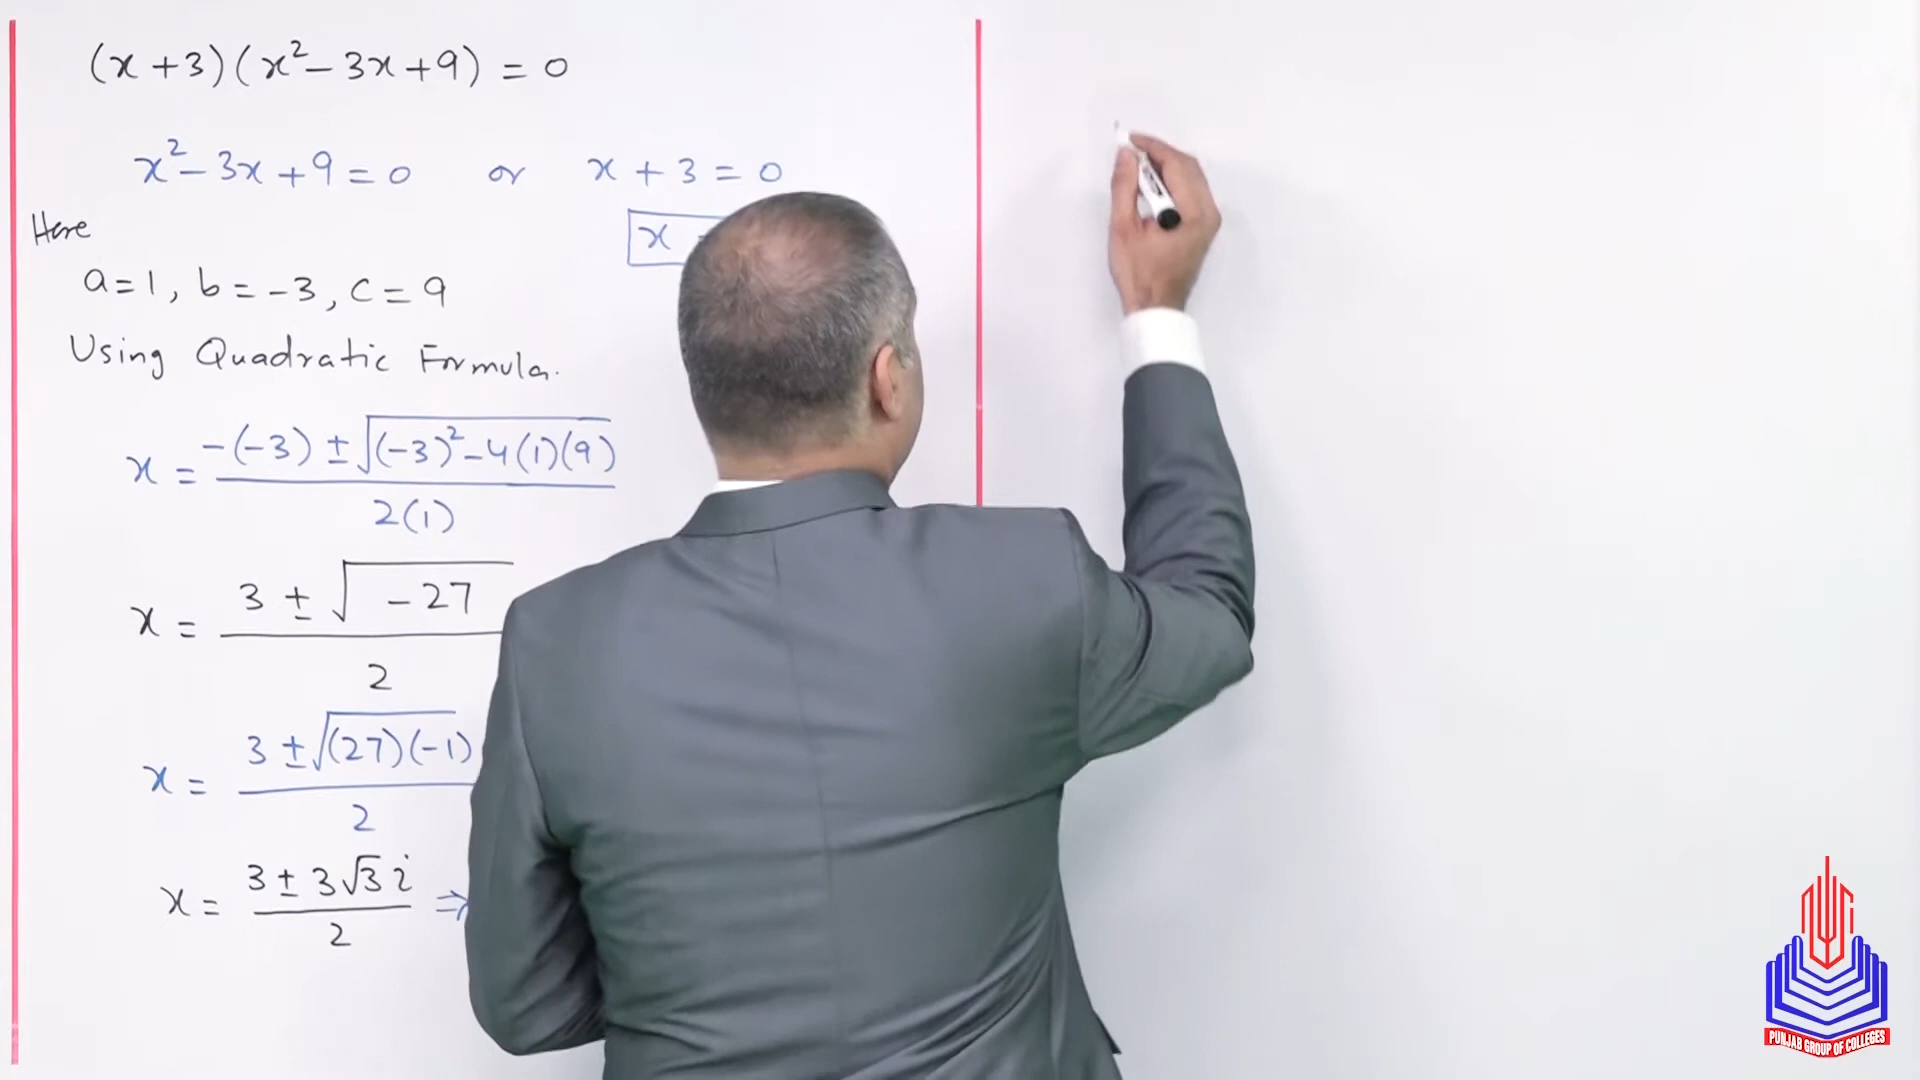 (x+3)(x²-3x+9) = 0
x²-3x+9=0 or x+3=0
Here
x
a=1, b=-3, c=9
Using Quadratic Formula.
x = -(-3) ± √(-3)²-4(1)(9)
2(1)
x = 3 ± √-27
2
x = 3 ± √(27)(-1)
2
x = 3 ± 3√3 i ⇒
2
PUNJAB GROUP OF COLLEGES